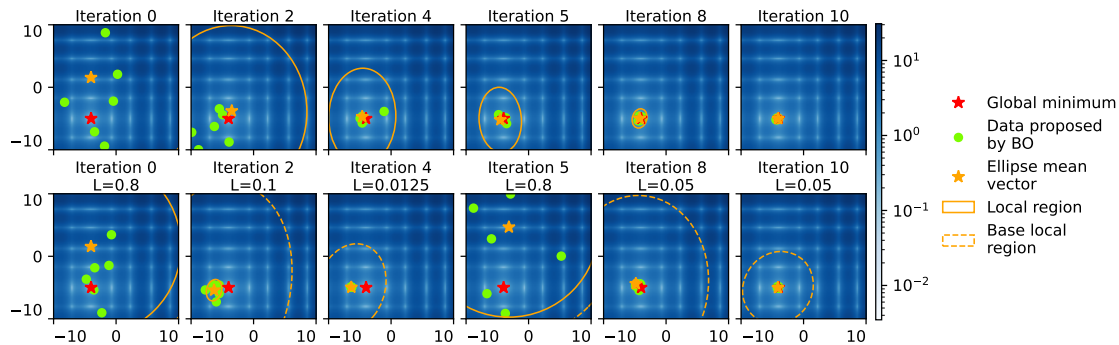 Iteration 0 Iteration 2 Iteration 4 Iteration 5 Iteration 8 Iteration 10
10
0
−10
10¹
10⁰
10⁻¹
10⁻²
Global minimum
Data proposed
by BO
Ellipse mean
vector
Local region
Base local
region
Iteration 0 Iteration 2 Iteration 4 Iteration 5 Iteration 8 Iteration 10
L=0.8 L=0.1 L=0.0125 L=0.8 L=0.05 L=0.05
10
0
−10
−10 0 10 −10 0 10 −10 0 10 −10 0 10 −10 0 10 −10 0 10